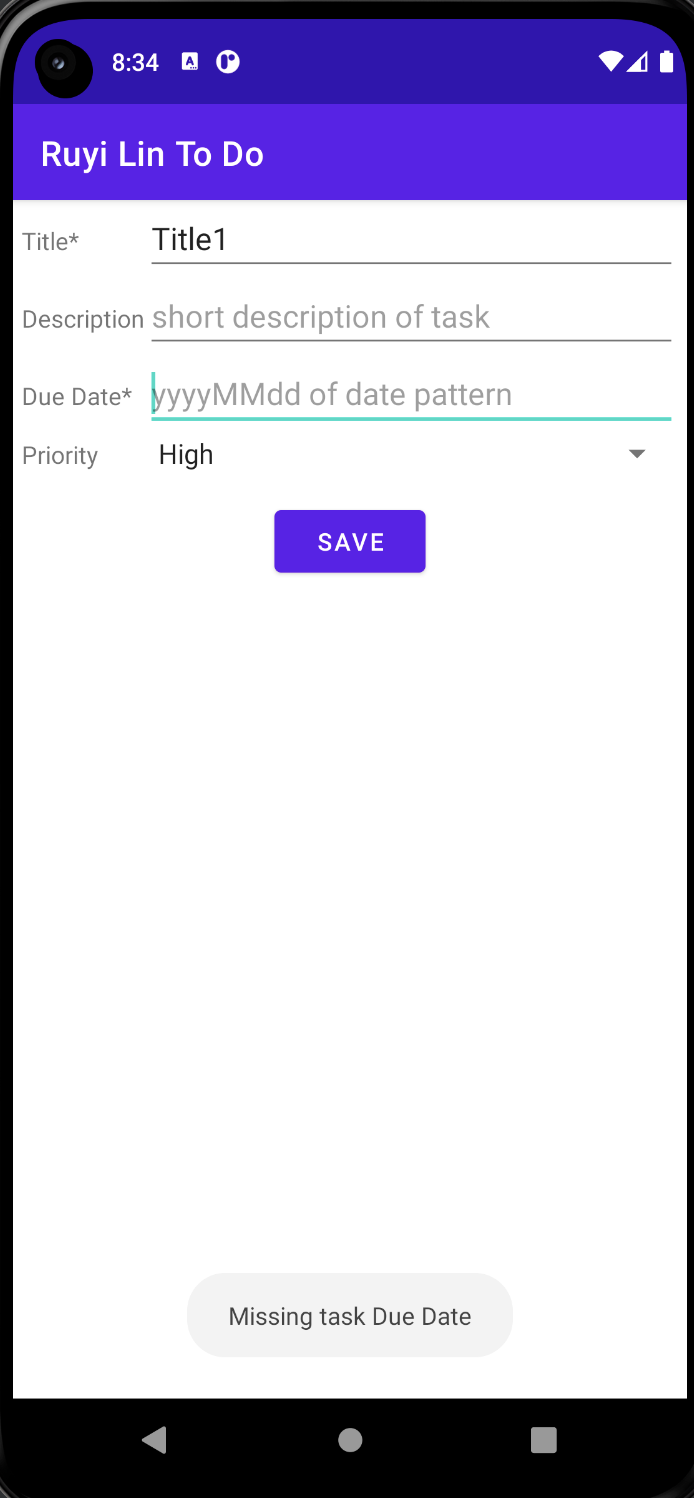 8:34
Ruyi Lin To Do
Title* Title1
Description short description of task
Due Date* yyyyMMdd of date pattern
Priority High
SAVE
Missing task Due Date